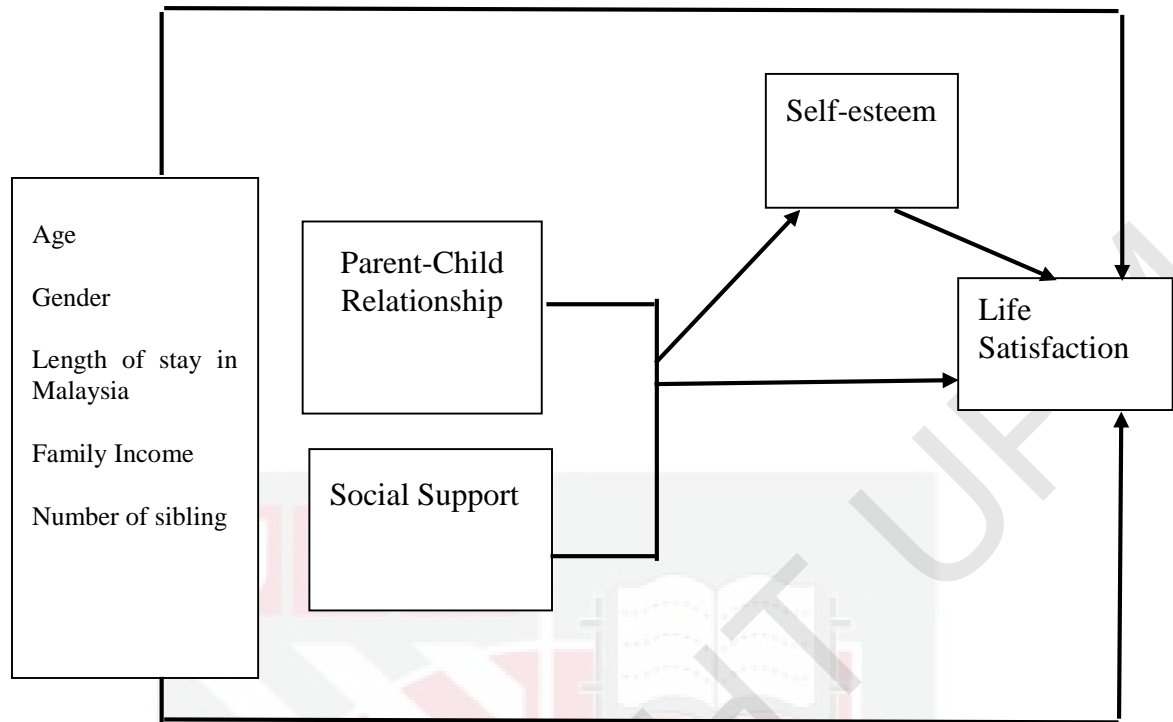 Age
Gender
Length of stay in
Malaysia
Family Income
Number of sibling
Parent-Child
Relationship
Social Support
Self-esteem
Life
Satisfaction